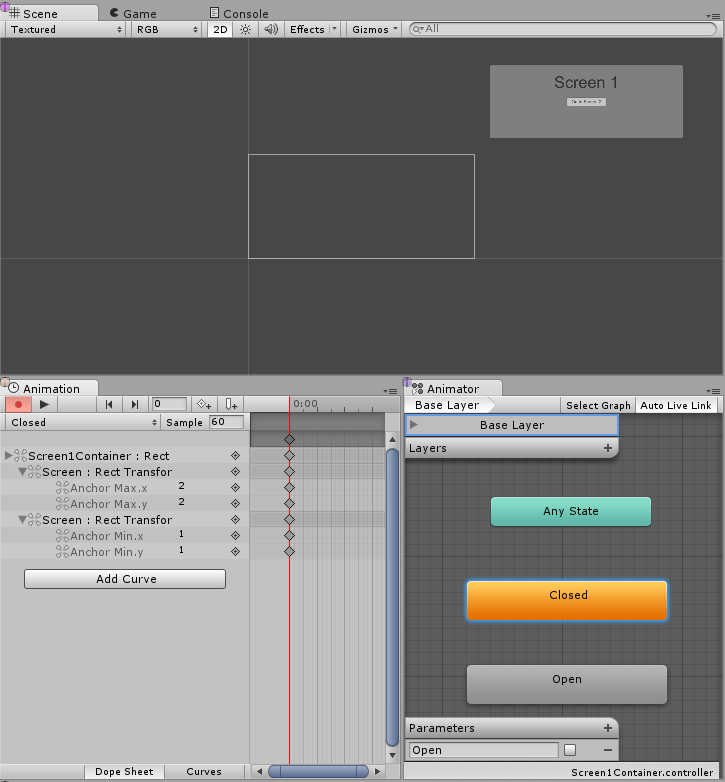 Scene Game Console
Textured RGB 2D Effects Gizmos All
Screen 1
Animation
0 0:00
Closed Sample 60
Screen1Container : Rect
Screen : Rect Transfor
Anchor Max.x 2
Anchor Max.y 2
Screen : Rect Transfor
Anchor Min.x 1
Anchor Min.y 1
Add Curve
Dope Sheet Curves
Animator
Base Layer Select Graph Auto Live Link
Base Layer
Layers +
Any State
Closed
Open
Parameters +
Open
Screen1Container.controller